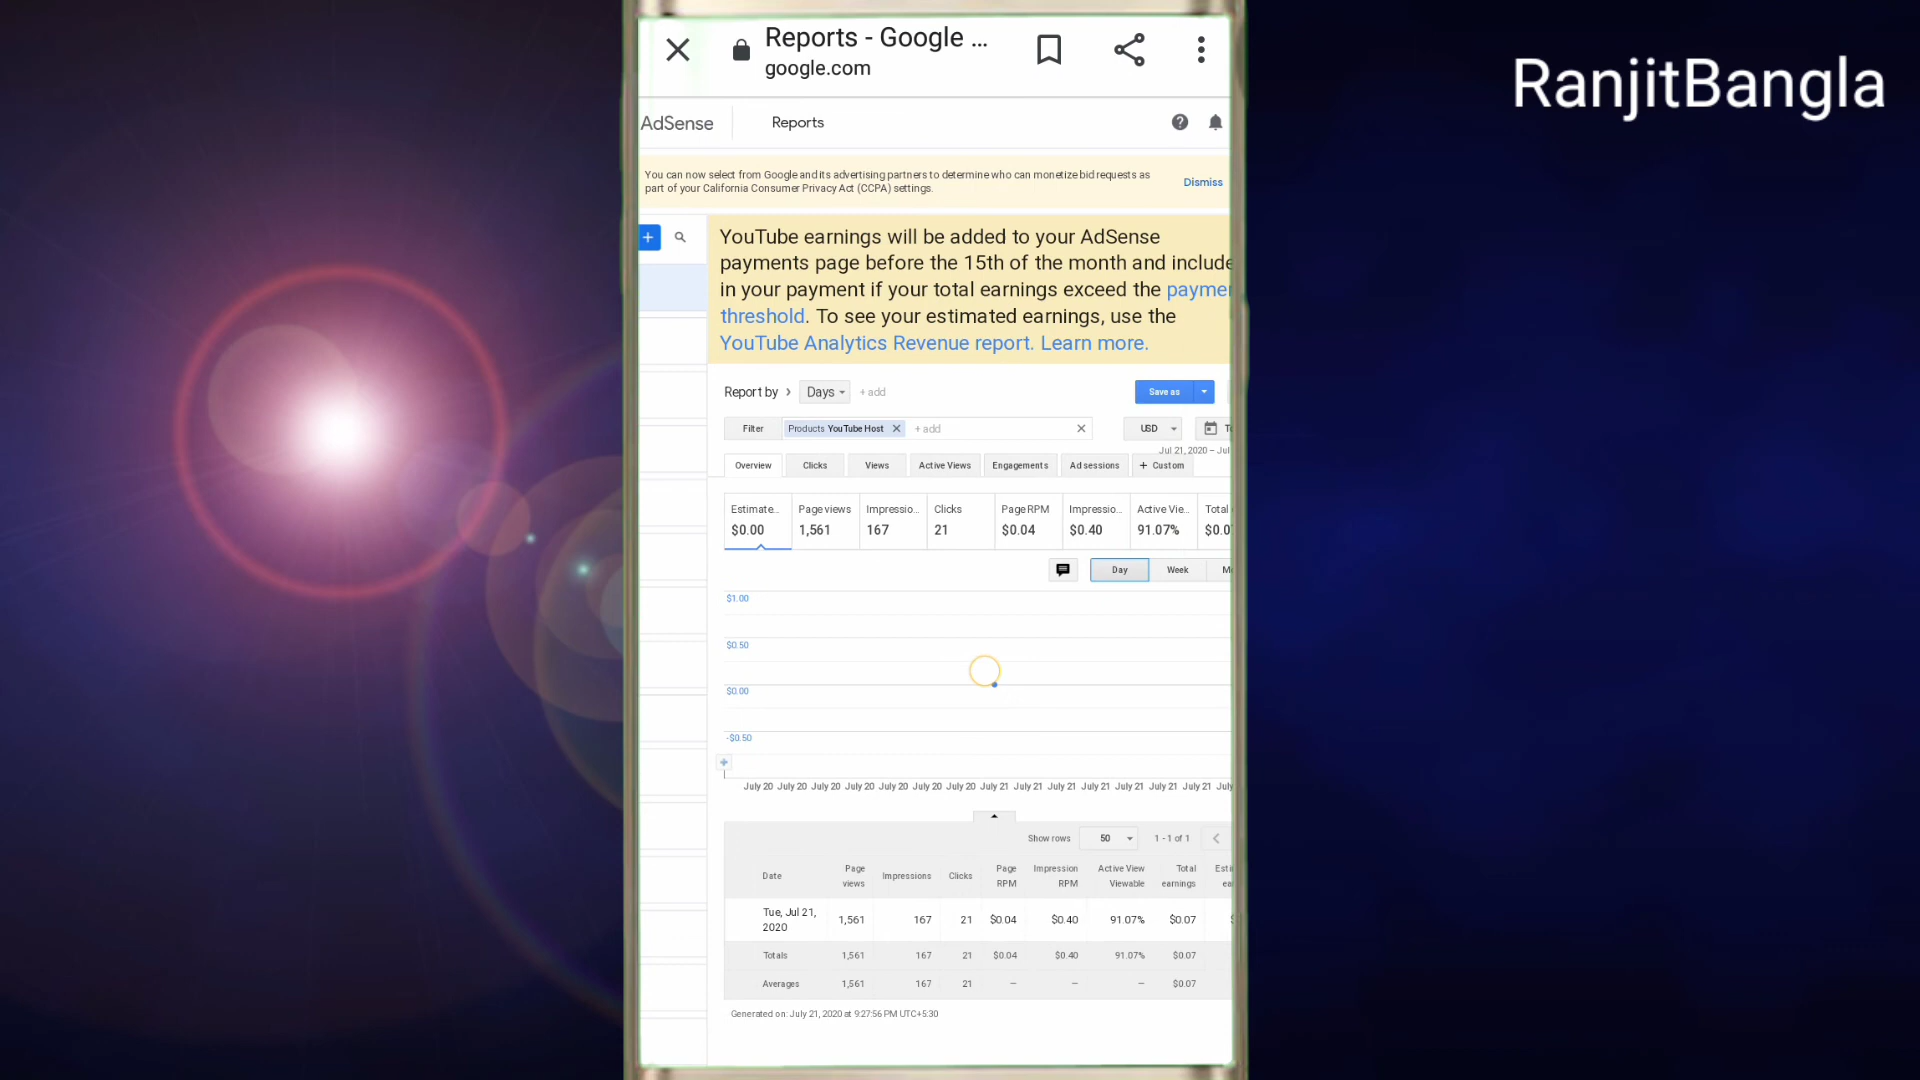 RanjitBangla
Reports - Google ...
google.com
AdSense
Reports
You can now select from Google and its advertising partners to determine who can monetize bid requests as
part of your California Consumer Privacy Act (CCPA) settings.
Dismiss
YouTube earnings will be added to your AdSense
payments page before the 15th of the month and include
in your payment if your total earnings exceed the
threshold. To see your estimated earnings, use the
YouTube Analytics Revenue report. Learn more.
Report by › Days + add
Save as
Filter Products YouTube Host + add USD
Jul 21, 2020 – Jul
Overview Clicks Views Active Views Engagements Ad sessions + Custom
Estimate... Page views Impressio... Clicks Page RPM Impressio... Active Vie... Total
$0.00 1,561 167 21 $0.04 $0.40 91.07% $0.0
Day Week
$1.00
$0.50
$0.00
-$0.50
July 20 July 20 July 20 July 20 July 20 July 20 July 20 July 21 July 21 July 21 July 21 July 21 July 21 July 21 July
Show rows 50 1 - 1 of 1
Date Page views Impressions Clicks Page RPM Impression RPM Active View Viewable Total earnings
Tue, Jul 21, 2020 1,561 167 21 $0.04 $0.40 91.07% $0.07
Totals 1,561 167 21 $0.04 $0.40 91.07% $0.07
Averages 1,561 167 21 – – – $0.07
Generated on: July 21, 2020 at 9:27:56 PM UTC+5:30